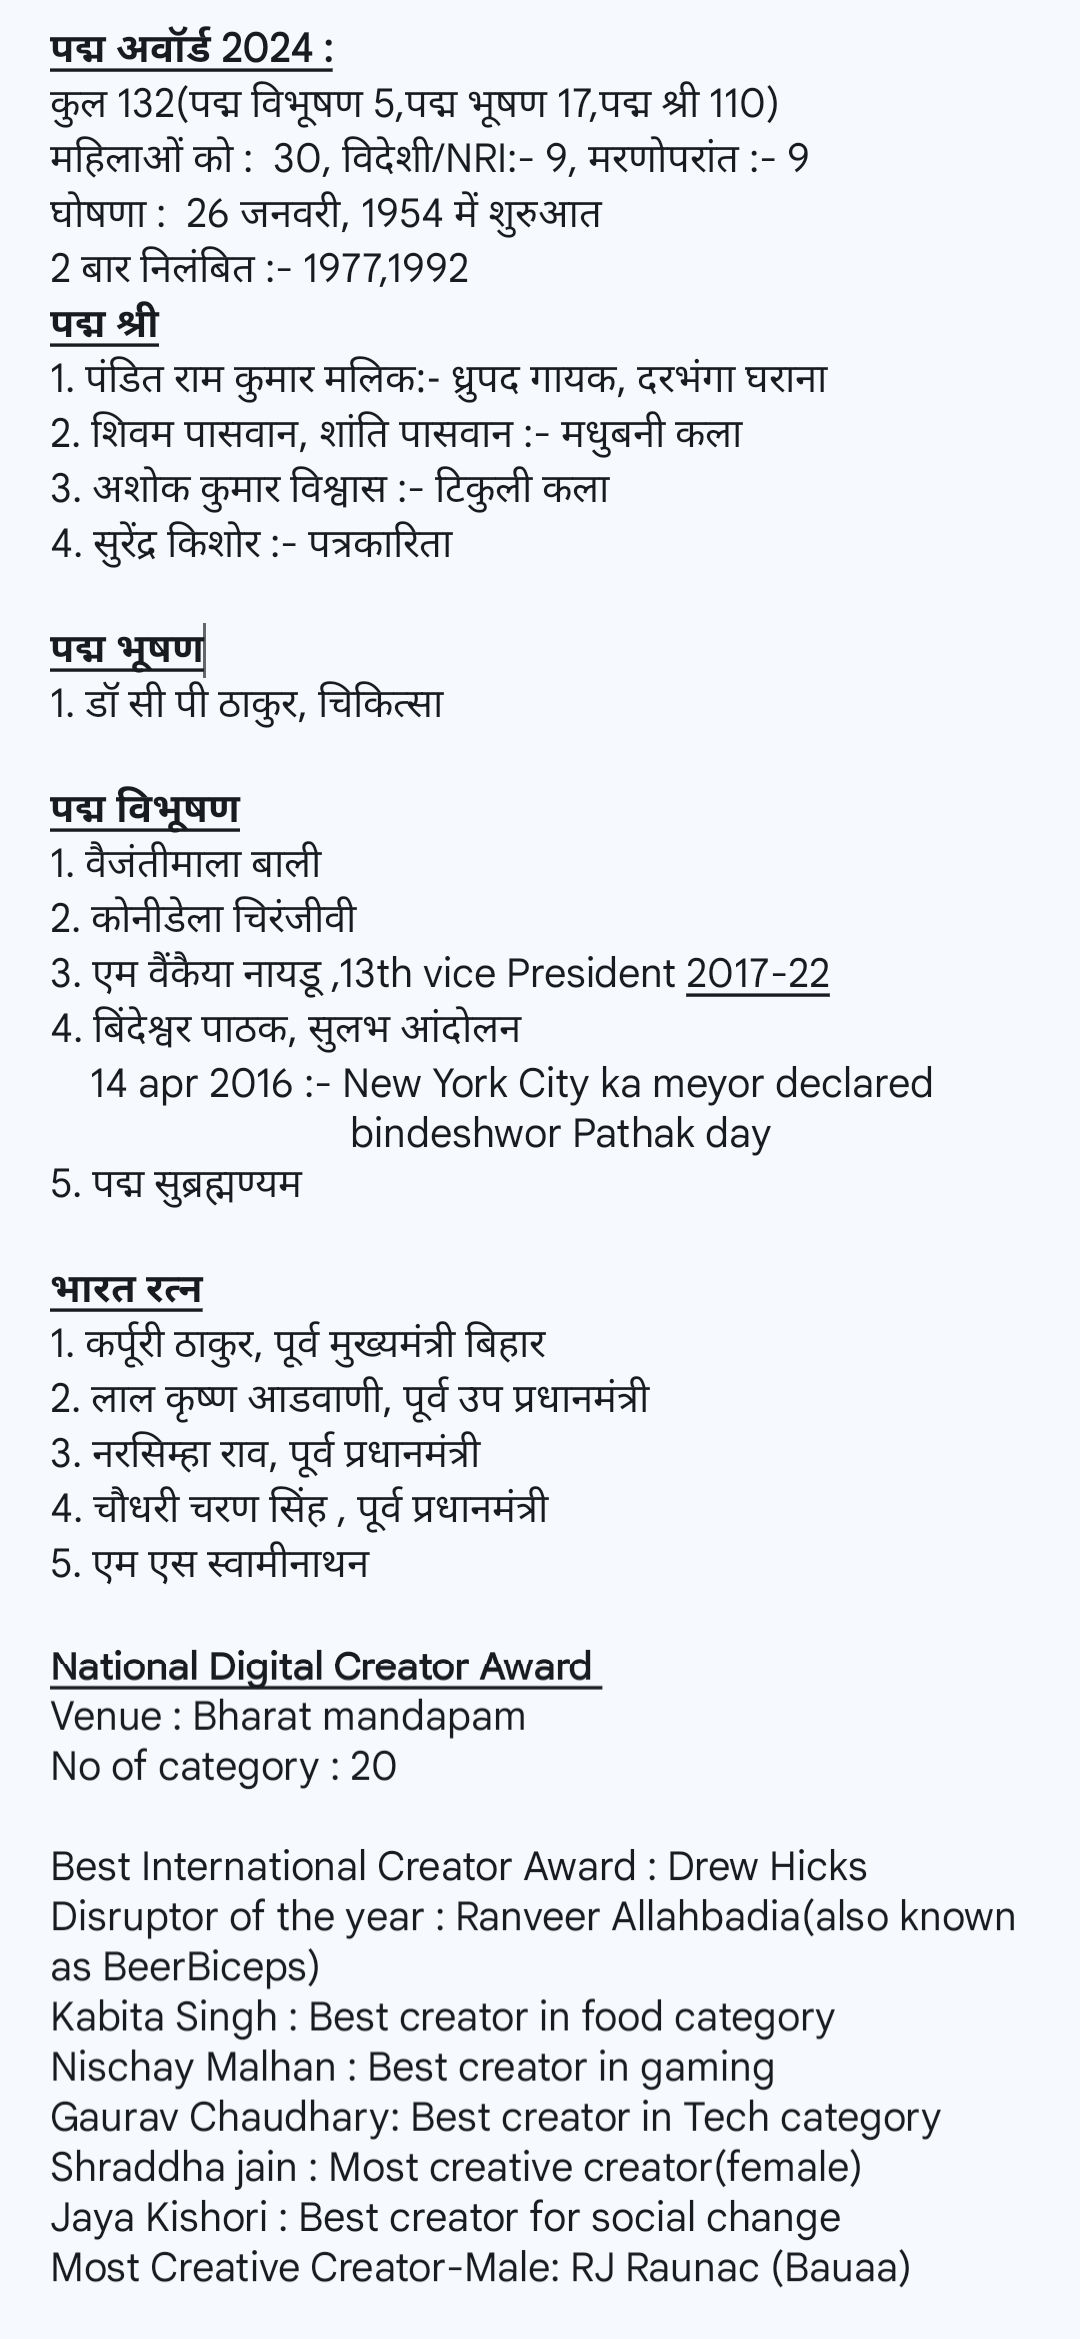 पद्म अवॉर्ड 2024 :
कुल 132(पद्म विभूषण 5,पद्म भूषण 17,पद्म श्री 110)
महिलाओं को :  30, विदेशी/NRI:- 9, मरणोपरांत :- 9
घोषणा :  26 जनवरी, 1954 में शुरुआत
2 बार निलंबित :- 1977,1992
पद्म श्री
1. पंडित राम कुमार मलिक:- ध्रुपद गायक, दरभंगा घराना
2. शिवम पासवान, शांति पासवान :- मधुबनी कला
3. अशोक कुमार विश्वास :- टिकुली कला
4. सुरेंद्र किशोर :- पत्रकारिता
पद्म भूषण
1. डॉ सी पी ठाकुर, चिकित्सा
पद्म विभूषण
1. वैजंतीमाला बाली
2. कोनीडेला चिरंजीवी
3. एम वैंकैया नायडू ,13th vice President 2017-22
4. बिंदेश्वर पाठक, सुलभ आंदोलन
14 apr 2016 :- New York City ka meyor declared
bindeshwor Pathak day
5. पद्म सुब्रह्मण्यम
भारत रत्न
1. कर्पूरी ठाकुर, पूर्व मुख्यमंत्री बिहार
2. लाल कृष्ण आडवाणी, पूर्व उप प्रधानमंत्री
3. नरसिम्हा राव, पूर्व प्रधानमंत्री
4. चौधरी चरण सिंह , पूर्व प्रधानमंत्री
5. एम एस स्वामीनाथन
National Digital Creator Award
Venue : Bharat mandapam
No of category : 20
Best International Creator Award : Drew Hicks
Disruptor of the year : Ranveer Allahbadia(also known
as BeerBiceps)
Kabita Singh : Best creator in food category
Nischay Malhan : Best creator in gaming
Gaurav Chaudhary: Best creator in Tech category
Shraddha jain : Most creative creator(female)
Jaya Kishori : Best creator for social change
Most Creative Creator-Male: RJ Raunac (Bauaa)